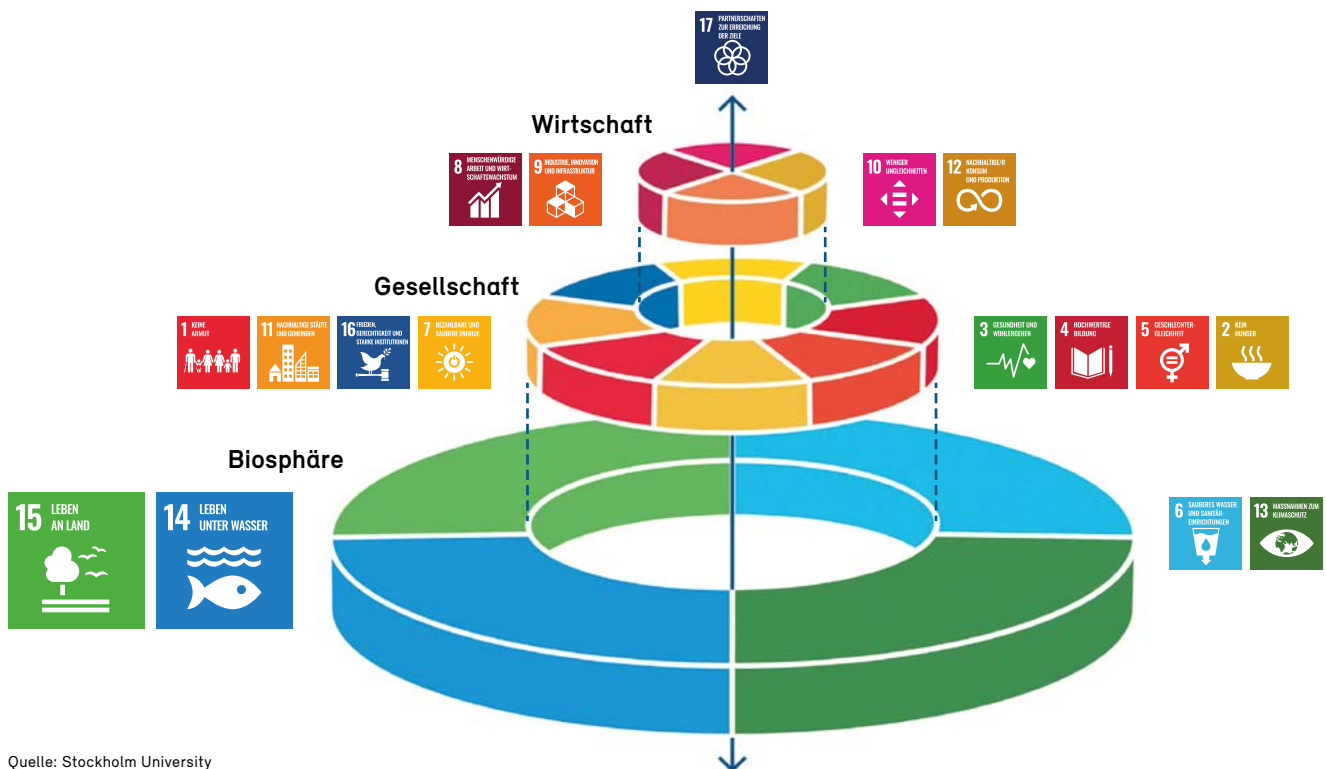 17 PARTNERSCHAFTEN
ZUR ERREICHUNG
DER ZIELE
Wirtschaft
8 MENSCHENWÜRDIGE
ARBEIT UND WIRT-
SCHAFTSWACHSTUM
9 INDUSTRIE, INNOVATION
UND INFRASTRUKTUR
10 WENIGER
UNGLEICHHEITEN
12 NACHHALTIGE/R
KONSUM
UND PRODUKTION
Gesellschaft
1 KEINE
ARMUT
11 NACHHALTIGE STÄDTE
UND GEMEINDEN
16 FRIEDEN,
GERECHTIGKEIT UND
STARKE INSTITUTIONEN
7 BEZAHLBARE UND
SAUBERE ENERGIE
3 GESUNDHEIT UND
WOHLERGEHEN
4 HOCHWERTIGE
BILDUNG
5 GESCHLECHTER-
GLEICHHEIT
2 KEIN
HUNGER
Biosphäre
15 LEBEN
AN LAND
14 LEBEN
UNTER WASSER
6 SAUBERES WASSER
UND SANITÄR-
EINRICHTUNGEN
13 MASSNAHMEN ZUM
KLIMASCHUTZ
Quelle: Stockholm University